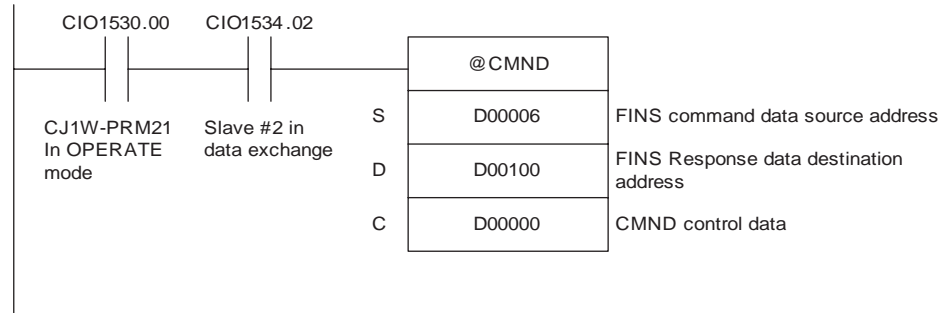 CIO1530.00 CIO1534.02
@CMND
CJ1W-PRM21
In OPERATE
mode
Slave #2 in
data exchange
S D00006 FINS command data source address
D D00100 FINS Response data destination
address
C D00000 CMND control data